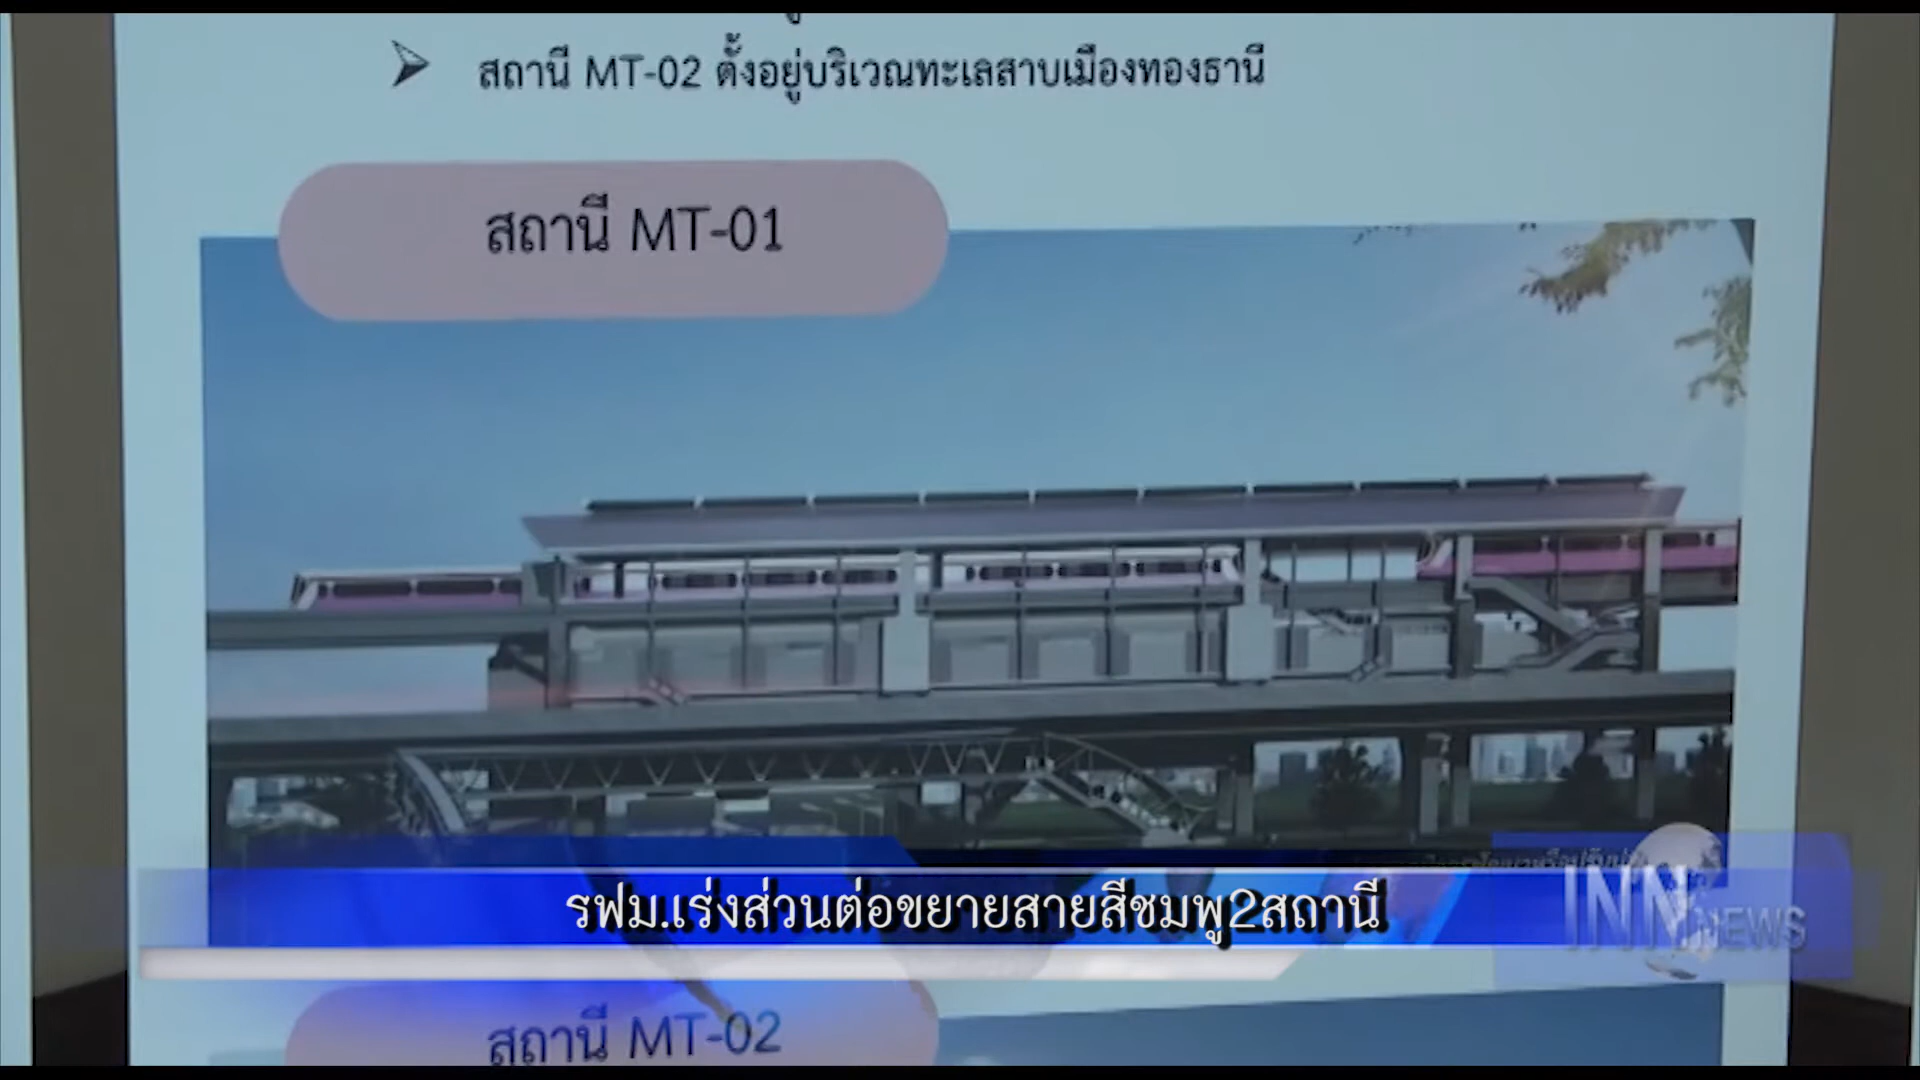 สถานี MT-02 ตั้งอยู่บริเวณทะเลสาบเมืองทองธานี
สถานี MT-01
รฟม.เร่งส่วนต่อขยายสายสีชมพู2สถานี
INN NEWS
สถานี MT-02